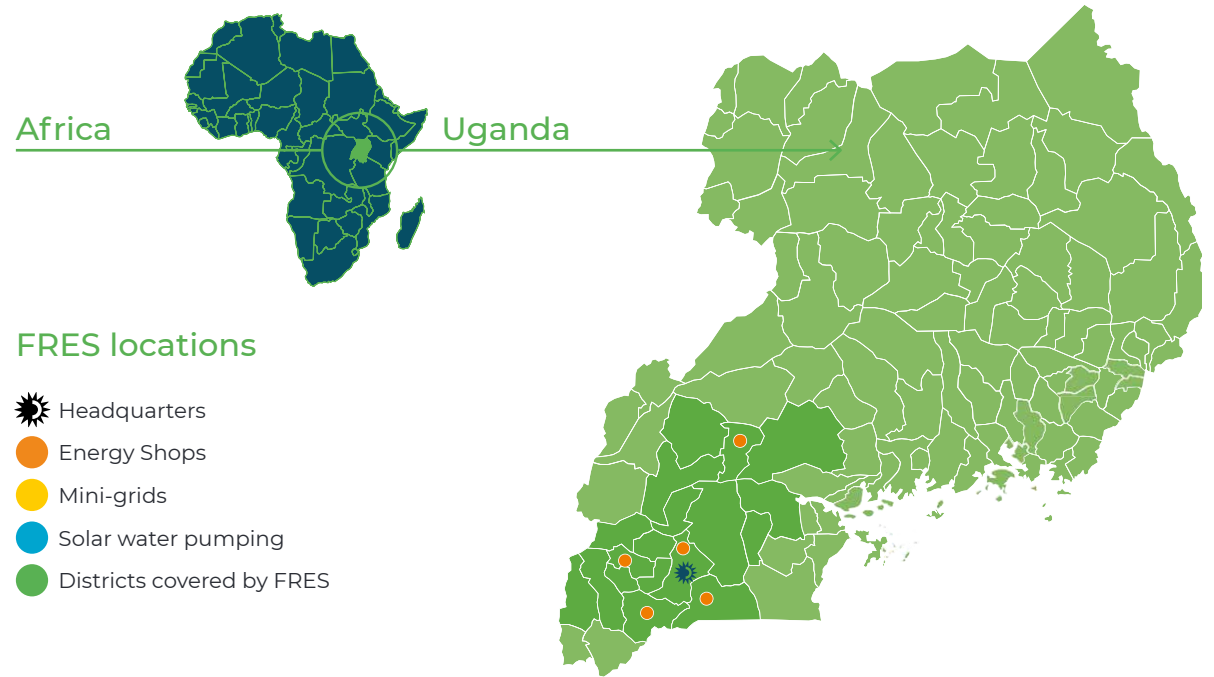 Africa
Uganda
FRES locations
Headquarters
Energy Shops
Mini-grids
Solar water pumping
Districts covered by FRES